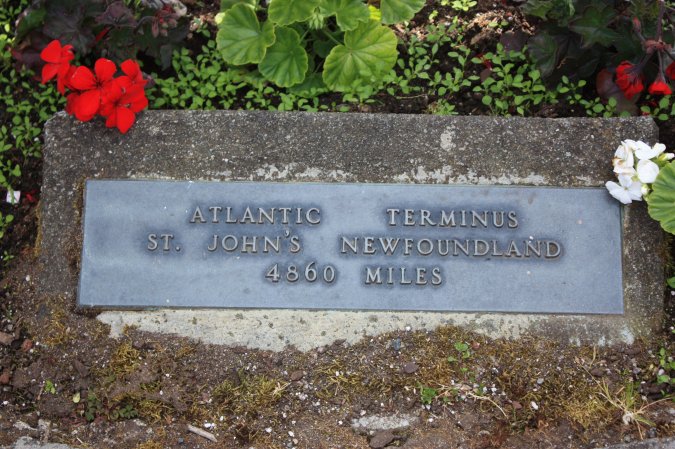 ATLANTIC TERMINUS
ST. JOHN'S NEWFOUNDLAND
4860 MILES